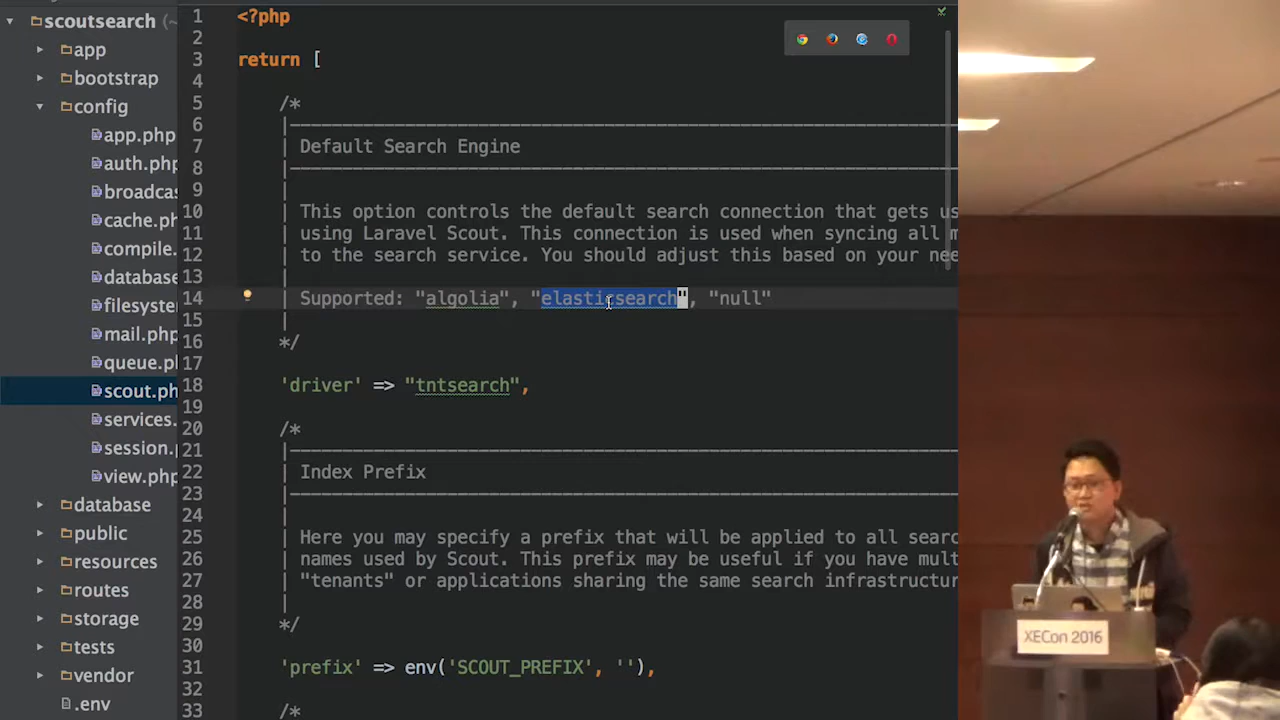 scoutsearch (~
app
bootstrap
config
app.php
auth.php
broadcas
cache.ph
compile.
database
filesystem
mail.php
queue.ph
scout.ph
services.
session.p
view.php
database
public
resources
routes
storage
tests
vendor
.env
1 <?php
2
3 return [
4
5 /*
6 |
7 | Default Search Engine
8 |
9 |
10 | This option controls the default search connection that gets us
11 | using Laravel Scout. This connection is used when syncing all m
12 | to the search service. You should adjust this based on your nee
13 |
14 | Supported: "algolia", "elasticsearch", "null"
15 |
16 */
17
18 'driver' => "tntsearch",
19
20 /*
21 |
22 | Index Prefix
23 |
24 |
25 | Here you may specify a prefix that will be applied to all searc
26 | names used by Scout. This prefix may be useful if you have mult
27 | "tenants" or applications sharing the same search infrastructur
28 |
29 */
30
31 'prefix' => env('SCOUT_PREFIX', ''),
32
33 /*
XECon 2016